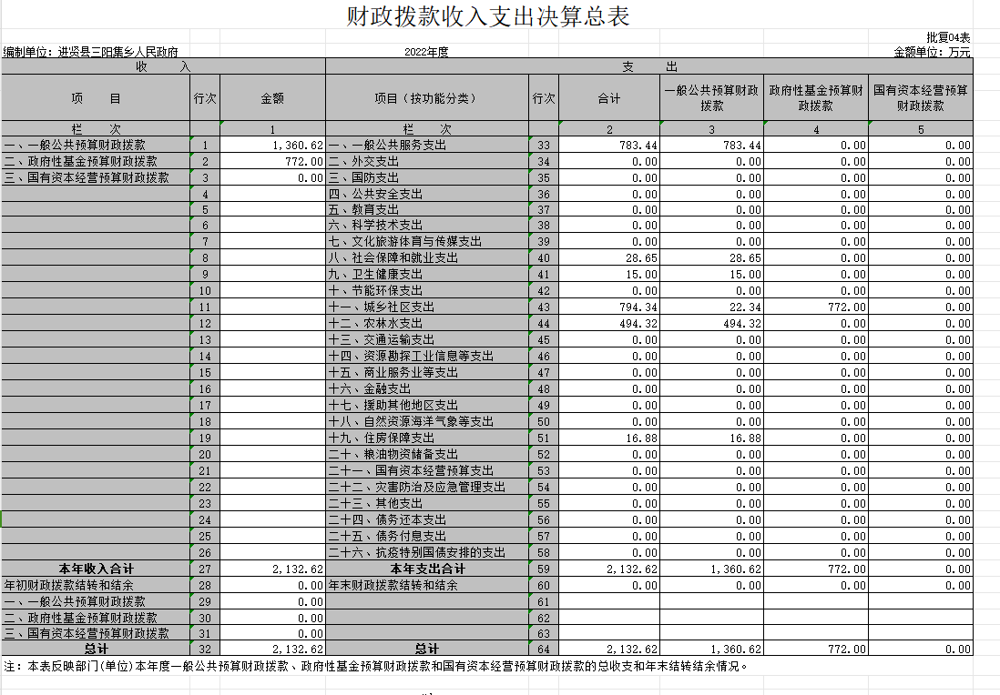 财政拨款收入支出决算总表
批复04表
编制单位：进贤县三阳集乡人民政府 2022年度 金额单位：万元
收 入 支 出
项 目 行次 金额 项目（按功能分类） 行次 合计 一般公共预算财政拨款 政府性基金预算财政拨款 国有资本经营预算财政拨款
栏 次 1 栏 次 2 3 4 5
一、一般公共预算财政拨款 1 1,360.62 一、一般公共服务支出 33 783.44 783.44 0.00 0.00
二、政府性基金预算财政拨款 2 772.00 二、外交支出 34 0.00 0.00 0.00 0.00
三、国有资本经营预算财政拨款 3 0.00 三、国防支出 35 0.00 0.00 0.00 0.00
4 四、公共安全支出 36 0.00 0.00 0.00 0.00
5 五、教育支出 37 0.00 0.00 0.00 0.00
6 六、科学技术支出 38 0.00 0.00 0.00 0.00
7 七、文化旅游体育与传媒支出 39 0.00 0.00 0.00 0.00
8 八、社会保障和就业支出 40 28.65 28.65 0.00 0.00
9 九、卫生健康支出 41 15.00 15.00 0.00 0.00
10 十、节能环保支出 42 0.00 0.00 0.00 0.00
11 十一、城乡社区支出 43 794.34 22.34 772.00 0.00
12 十二、农林水支出 44 494.32 494.32 0.00 0.00
13 十三、交通运输支出 45 0.00 0.00 0.00 0.00
14 十四、资源勘探工业信息等支出 46 0.00 0.00 0.00 0.00
15 十五、商业服务业等支出 47 0.00 0.00 0.00 0.00
16 十六、金融支出 48 0.00 0.00 0.00 0.00
17 十七、援助其他地区支出 49 0.00 0.00 0.00 0.00
18 十八、自然资源海洋气象等支出 50 0.00 0.00 0.00 0.00
19 十九、住房保障支出 51 16.88 16.88 0.00 0.00
20 二十、粮油物资储备支出 52 0.00 0.00 0.00 0.00
21 二十一、国有资本经营预算支出 53 0.00 0.00 0.00 0.00
22 二十二、灾害防治及应急管理支出 54 0.00 0.00 0.00 0.00
23 二十三、其他支出 55 0.00 0.00 0.00 0.00
24 二十四、债务还本支出 56 0.00 0.00 0.00 0.00
25 二十五、债务付息支出 57 0.00 0.00 0.00 0.00
26 二十六、抗疫特别国债安排的支出 58 0.00 0.00 0.00 0.00
本年收入合计 27 2,132.62 本年支出合计 59 2,132.62 1,360.62 772.00 0.00
年初财政拨款结转和结余 28 0.00 年末财政拨款结转和结余 60 0.00 0.00 0.00 0.00
一、一般公共预算财政拨款 29 0.00 61
二、政府性基金预算财政拨款 30 0.00 62
三、国有资本经营预算财政拨款 31 0.00 63
总计 32 2,132.62 总计 64 2,132.62 1,360.62 772.00 0.00
注：本表反映部门(单位)本年度一般公共预算财政拨款、政府性基金预算财政拨款和国有资本经营预算财政拨款的总收支和年末结转结余情况。